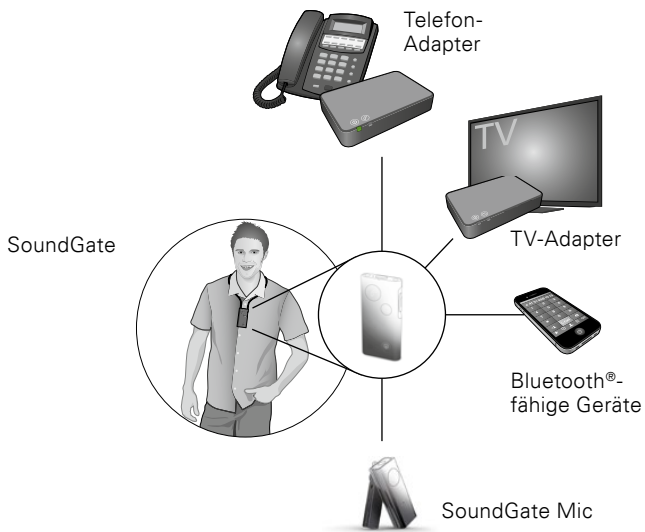 Telefon-
Adapter
TV
TV-Adapter
SoundGate
Bluetooth®-
fähige Geräte
SoundGate Mic